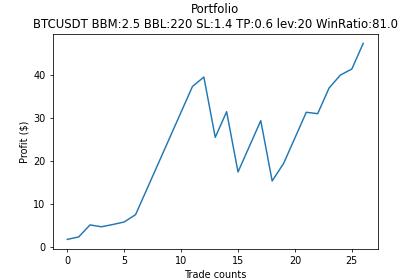 Portfolio
BTCUSDT BBM:2.5 BBL:220 SL:1.4 TP:0.6 lev:20 WinRatio:81.0
40
30
20
10
0
Profit ($)
0 5 10 15 20 25
Trade counts